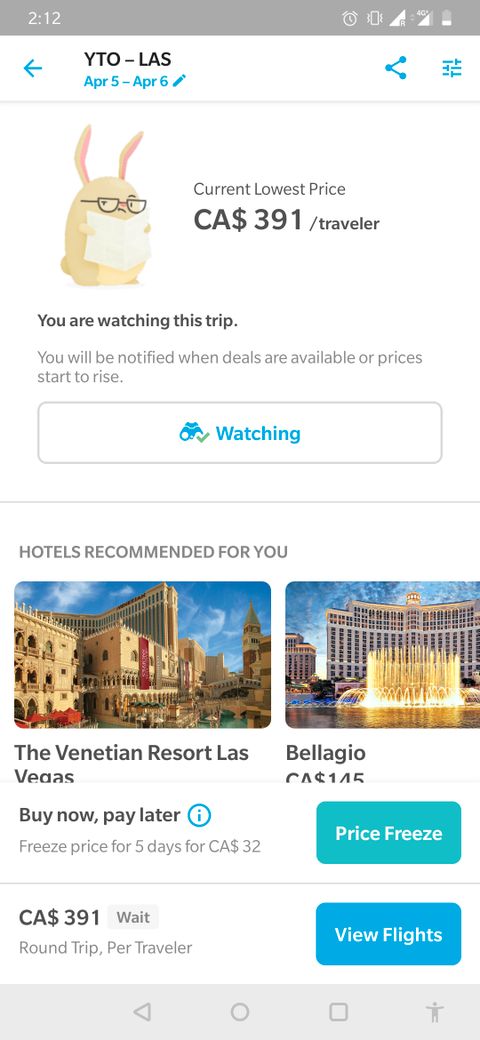 2:12
4G+
R
YTO – LAS
Apr 5 – Apr 6
Current Lowest Price
CA$ 391 /traveler
You are watching this trip.
You will be notified when deals are available or prices
start to rise.
Watching
HOTELS RECOMMENDED FOR YOU
The Venetian Resort Las
Vegas
Bellagio
CA$145
Buy now, pay later
Freeze price for 5 days for CA$ 32
Price Freeze
CA$ 391 Wait
Round Trip, Per Traveler
View Flights